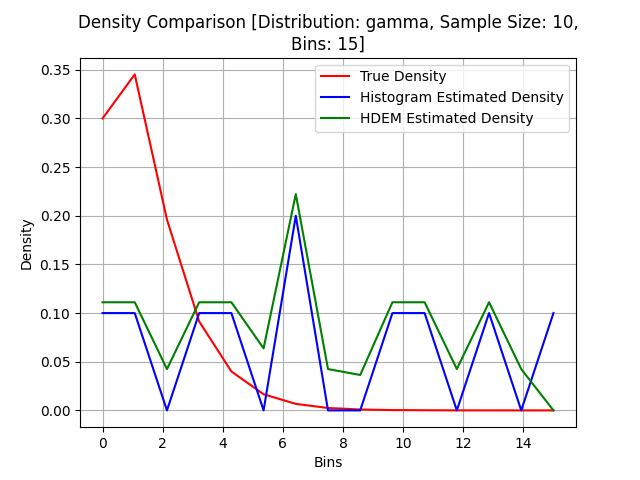 Density Comparison [Distribution: gamma, Sample Size: 10,
Bins: 15]
True Density
Histogram Estimated Density
HDEM Estimated Density
Density
0.35
0.30
0.25
0.20
0.15
0.10
0.05
0.00
0 2 4 6 8 10 12 14
Bins